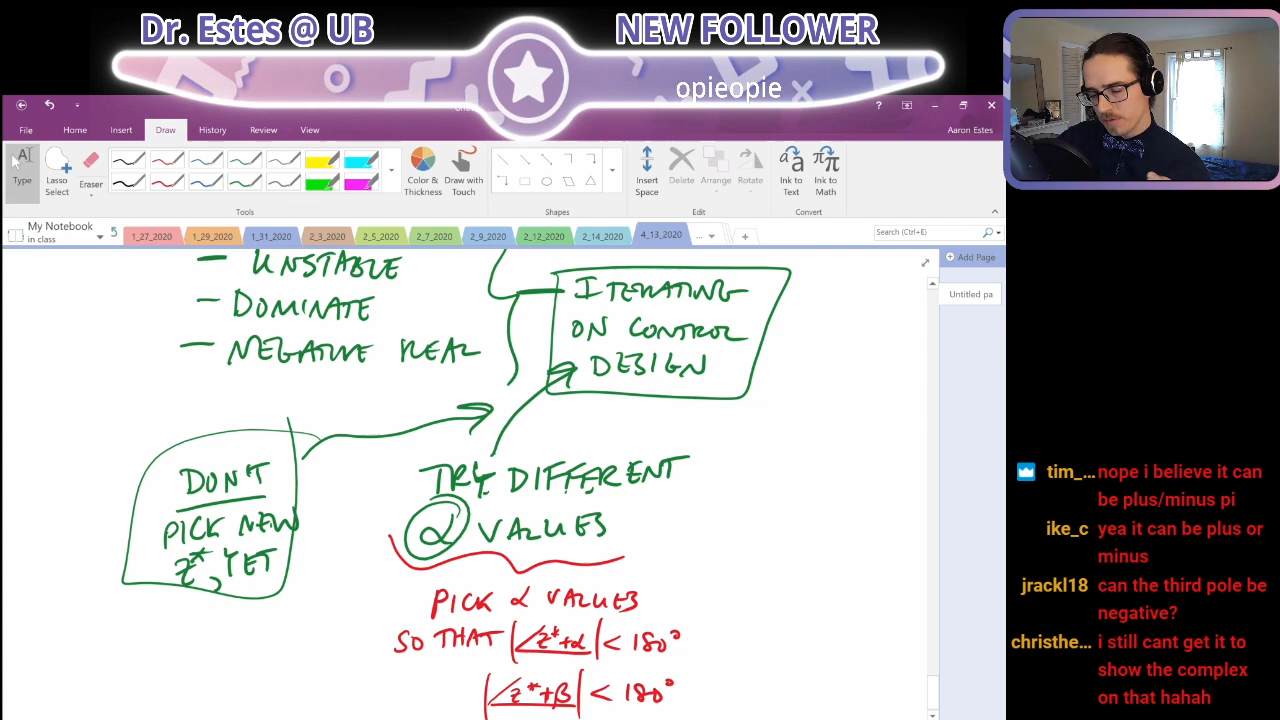 Dr. Estes @ UB
NEW FOLLOWER
opieopie
Aaron Estes
File
Home
Insert
Draw
History
Review
View
Type
Lasso
Select
Eraser
Color &
Thickness
Draw with
Touch
Insert
Space
Delete
Arrange
Rotate
Ink to
Text
Ink to
Math
Tools
Shapes
Edit
Convert
My Notebook
in class
1_27_2020
1_29_2020
1_31_2020
2_3_2020
2_5_2020
2_7_2020
2_9_2020
2_12_2020
2_14_2020
4_13_2020
...
Search (Ctrl+E)
Add Page
Untitled pa
– UNSTABLE
– DOMINATE
– NEGATIVE REAL
ITERATING
ON CONTROL
DESIGN
DON'T
PICK NEW
z*, YET
TRY DIFFERENT
α VALUES
PICK α VALUES
SO THAT |∠z*+α| < 180°
|∠z*+β| < 180°
tim_... nope i believe it can
be plus/minus pi
ike_c yea it can be plus or
minus
jrackl18 can the third pole be
negative?
christhe... i still cant get it to
show the complex
on that hahah